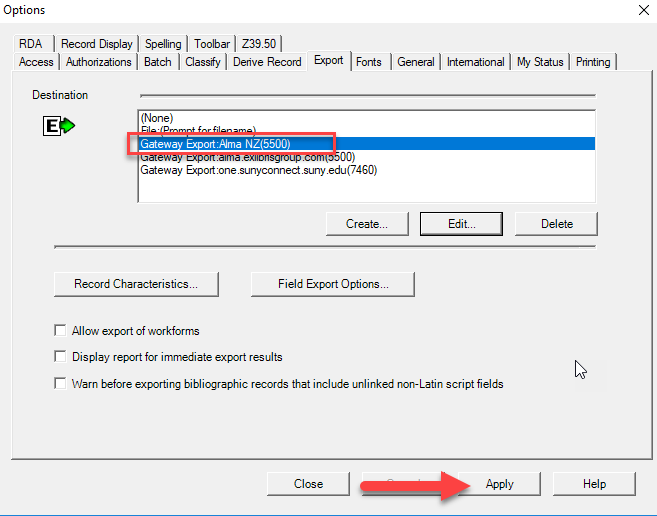 Options
RDA Record Display Spelling Toolbar Z39.50
Access Authorizations Batch Classify Derive Record Export Fonts General International My Status Printing
Destination
E
(None)
File:(Prompt for filename)
Gateway Export:Alma NZ(5500)
Gateway Export:alma.exlibrisgroup.com(5500)
Gateway Export:one.sunyconnect.suny.edu(7460)
Create... Edit... Delete
Record Characteristics... Field Export Options...
Allow export of workforms
Display report for immediate export results
Warn before exporting bibliographic records that include unlinked non-Latin script fields
Close Apply Help